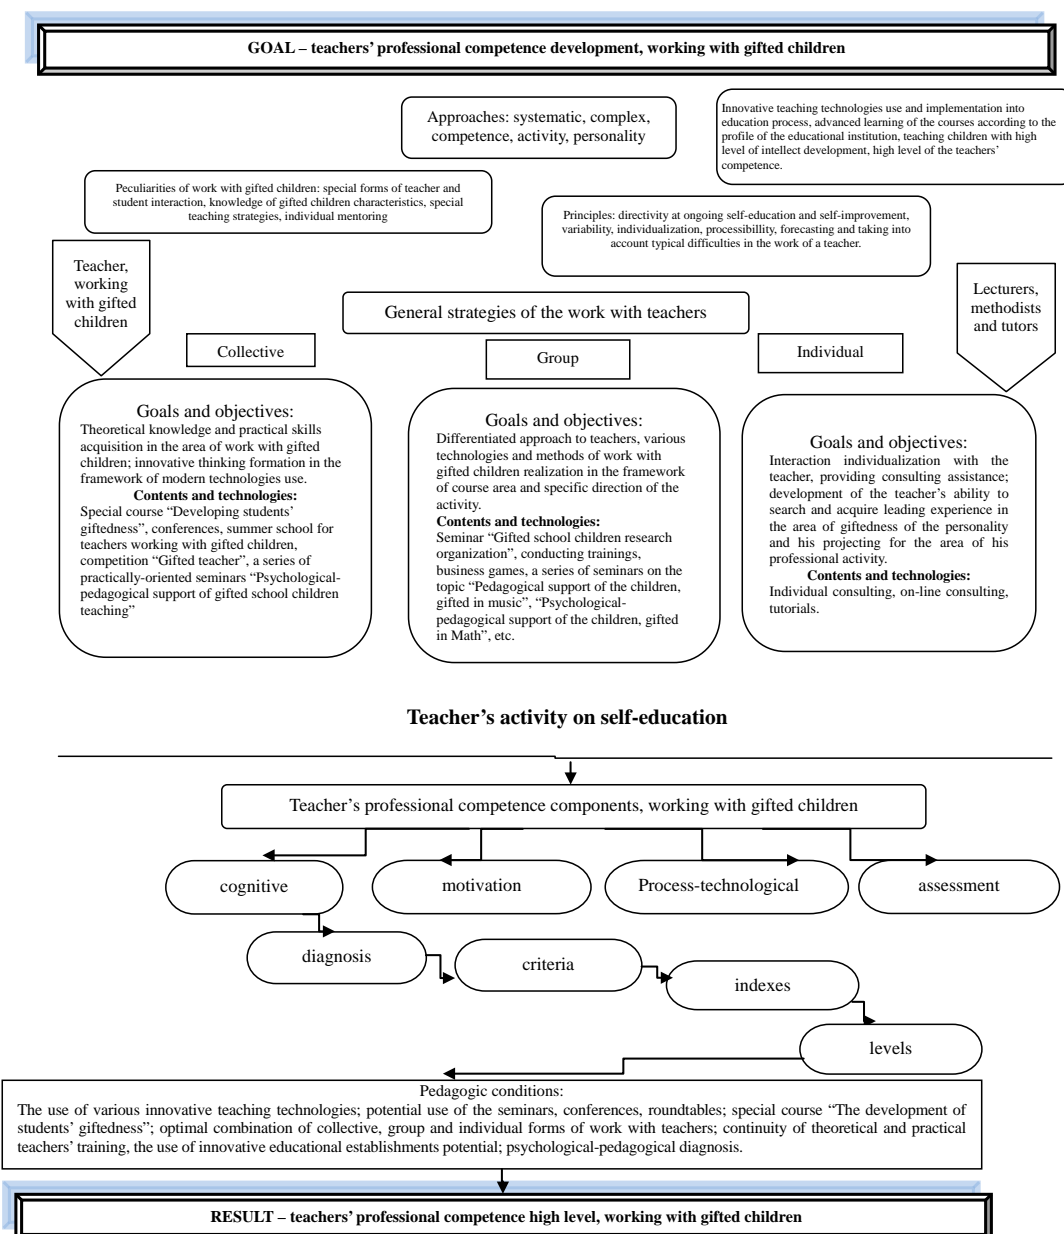 GOAL – teachers’ professional competence development, working with gifted children
Approaches: systematic, complex,
competence, activity, personality
Innovative teaching technologies use and implementation into
education process, advanced learning of the courses according to the
profile of the educational institution, teaching children with high
level of intellect development, high level of the teachers’
competence.
Peculiarities of work with gifted children: special forms of teacher and
student interaction, knowledge of gifted children characteristics, special
teaching strategies, individual mentoring
Principles: directivity at ongoing self-education and self-improvement,
variability, individualization, processibillity, forecasting and taking into
account typical difficulties in the work of a teacher.
Teacher,
working
with gifted
children
Lecturers,
methodists
and tutors
General strategies of the work with teachers
Collective
Group
Individual
Goals and objectives:
Theoretical knowledge and practical skills
acquisition in the area of work with gifted
children; innovative thinking formation in the
framework of modern technologies use.
Contents and technologies:
Special course “Developing students’
giftedness”, conferences, summer school for
teachers working with gifted children,
competition “Gifted teacher”, a series of
practically-oriented seminars “Psychological-
pedagogical support of gifted school children
teaching”
Goals and objectives:
Differentiated approach to teachers, various
technologies and methods of work with
gifted children realization in the framework
of course area and specific direction of the
activity.
Contents and technologies:
Seminar “Gifted school children research
organization”, conducting trainings,
business games, a series of seminars on the
topic “Pedagogical support of the children,
gifted in music”, “Psychological-
pedagogical support of the children, gifted
in Math”, etc.
Goals and objectives:
Interaction individualization with the
teacher, providing consulting assistance;
development of the teacher’s ability to
search and acquire leading experience in
the area of giftedness of the personality
and his projecting for the area of his
professional activity.
Contents and technologies:
Individual consulting, on-line consulting,
tutorials.
Teacher’s activity on self-education
Teacher’s professional competence components, working with gifted children
cognitive
motivation
Process-technological
assessment
diagnosis
criteria
indexes
levels
Pedagogic conditions:
The use of various innovative teaching technologies; potential use of the seminars, conferences, roundtables; special course “The development of
students’ giftedness”; optimal combination of collective, group and individual forms of work with teachers; continuity of theoretical and practical
teachers’ training, the use of innovative educational establishments potential; psychological-pedagogical diagnosis.
RESULT – teachers’ professional competence high level, working with gifted children